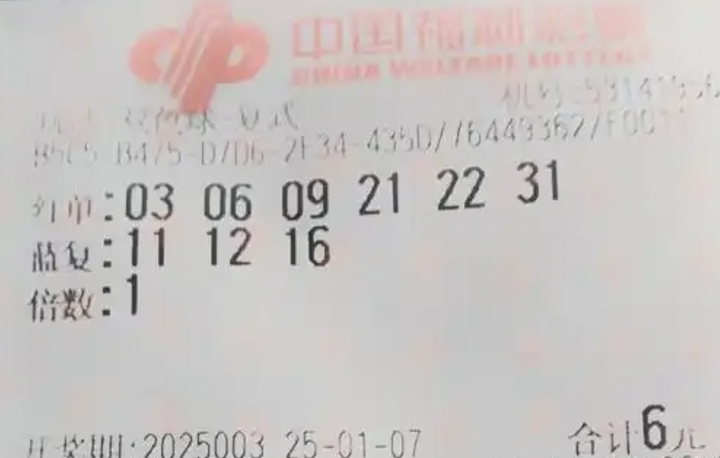 中国福利彩票
CHINA WELFARE LOTTERY
双色球-复式
红单:03 06 09 21 22 31
蓝复:11 12 16
倍数:1
开奖期:2025003 25-01-07 合计6元